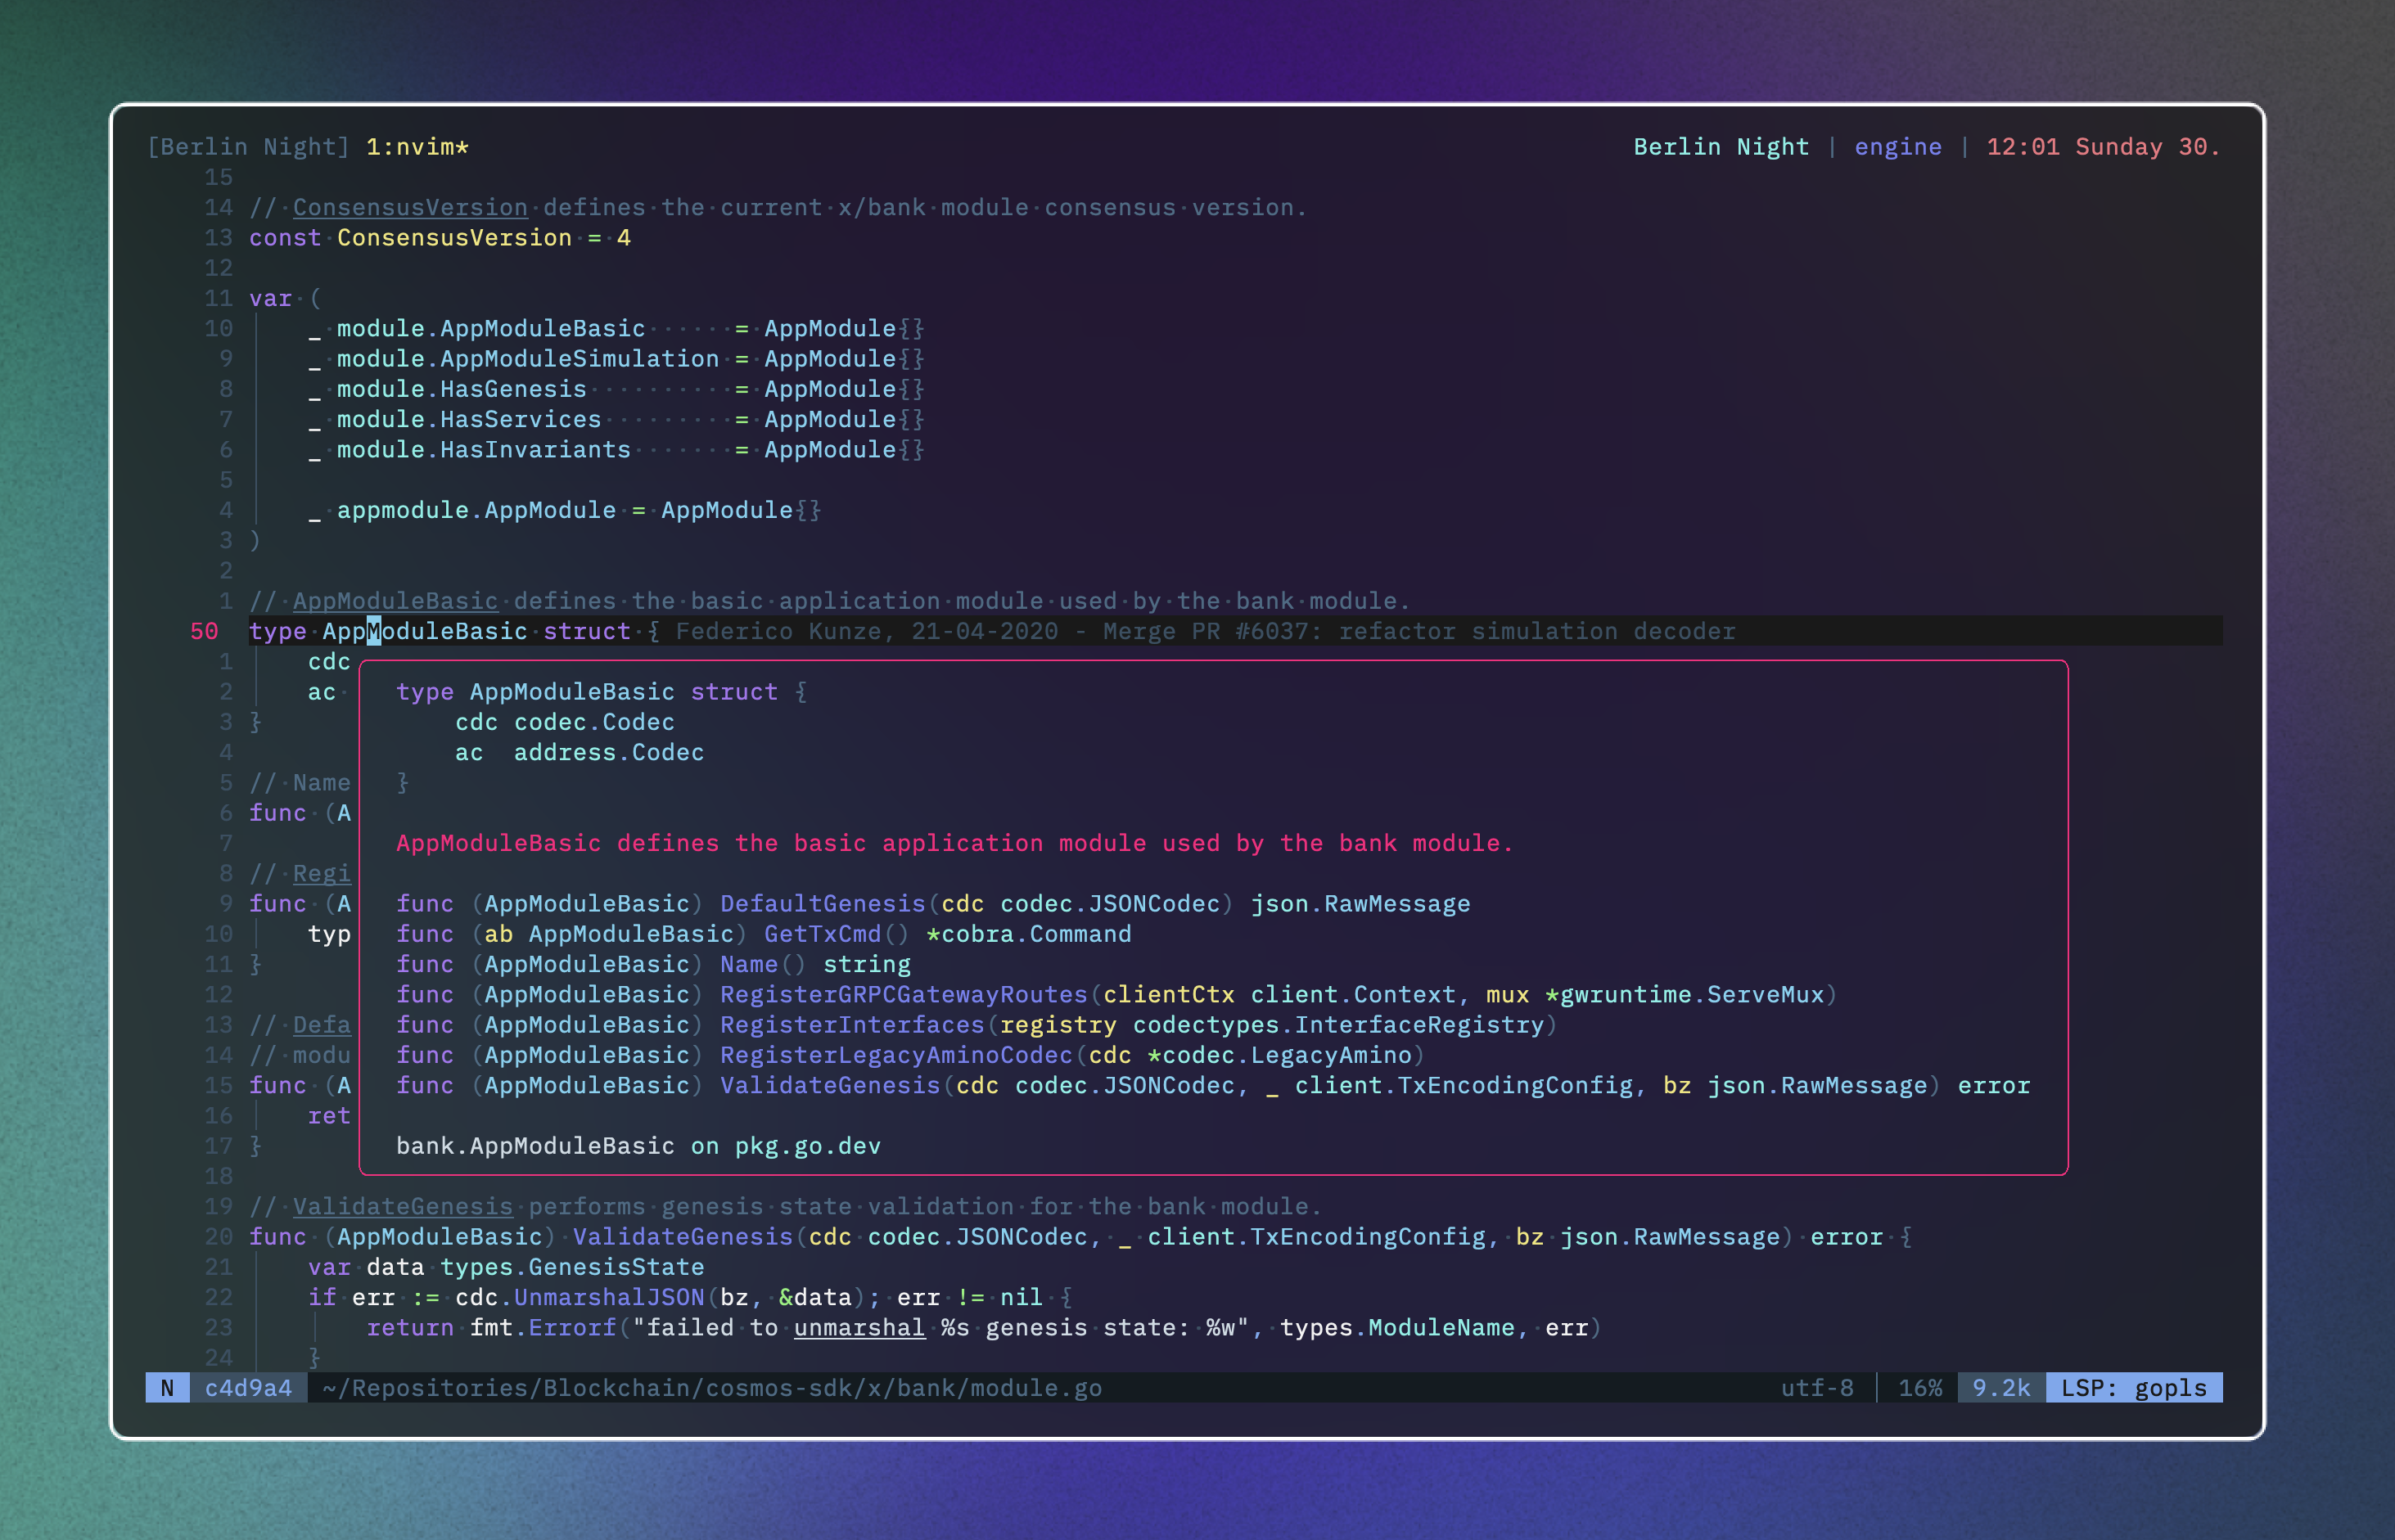 [Berlin Night] 1:nvim* Berlin Night | engine | 12:01 Sunday 30.
15
14 // ConsensusVersion defines the current x/bank module consensus version.
13 const ConsensusVersion = 4
12
11 var (
10     _ module.AppModuleBasic      = AppModule{}
9     _ module.AppModuleSimulation = AppModule{}
8     _ module.HasGenesis          = AppModule{}
7     _ module.HasServices         = AppModule{}
6     _ module.HasInvariants       = AppModule{}
5
4     _ appmodule.AppModule = AppModule{}
3 )
2
1 // AppModuleBasic defines the basic application module used by the bank module.
50 type AppModuleBasic struct { Federico Kunze, 21-04-2020 - Merge PR #6037: refactor simulation decoder
1     cdc
2     ac     type AppModuleBasic struct {
3 }     cdc codec.Codec
4     ac  address.Codec
5 // Name     }
6 func (A
7     AppModuleBasic defines the basic application module used by the bank module.
8 // Regi
9 func (A     func (AppModuleBasic) DefaultGenesis(cdc codec.JSONCodec) json.RawMessage
10     typ     func (ab AppModuleBasic) GetTxCmd() *cobra.Command
11 }     func (AppModuleBasic) Name() string
12     func (AppModuleBasic) RegisterGRPCGatewayRoutes(clientCtx client.Context, mux *gwruntime.ServeMux)
13 // Defa     func (AppModuleBasic) RegisterInterfaces(registry codectypes.InterfaceRegistry)
14 // modu     func (AppModuleBasic) RegisterLegacyAminoCodec(cdc *codec.LegacyAmino)
15 func (A     func (AppModuleBasic) ValidateGenesis(cdc codec.JSONCodec, _ client.TxEncodingConfig, bz json.RawMessage) error
16     ret
17 }     bank.AppModuleBasic on pkg.go.dev
18
19 // ValidateGenesis performs genesis state validation for the bank module.
20 func (AppModuleBasic) ValidateGenesis(cdc codec.JSONCodec, _ client.TxEncodingConfig, bz json.RawMessage) error {
21     var data types.GenesisState
22     if err := cdc.UnmarshalJSON(bz, &data); err != nil {
23         return fmt.Errorf("failed to unmarshal %s genesis state: %w", types.ModuleName, err)
24     }
N c4d9a4 ~/Repositories/Blockchain/cosmos-sdk/x/bank/module.go utf-8 | 16% 9.2k LSP: gopls